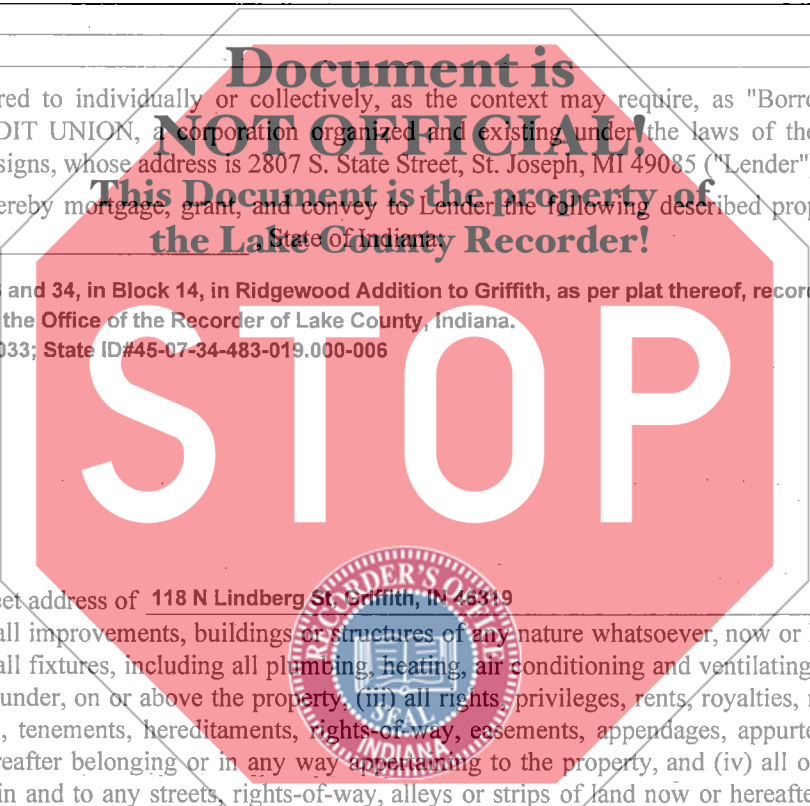 Document is
red to individually or collectively, as the context may require, as "Borro
NOT OFFICIAL!
DIT UNION, a corporation organized and existing under the laws of the
signs, whose address is 2807 S. State Street, St. Joseph, MI 49085 ("Lender"
This Document is the property of
ereby mortgage, grant, and convey to Lender the following described prop
the Lake County Recorder!
, State of Indiana:
and 34, in Block 14, in Ridgewood Addition to Griffith, as per plat thereof, recor
the Office of the Recorder of Lake County, Indiana.
033; State ID#45-07-34-483-019.000-006
STOP
eet address of 118 N Lindberg St, Griffith, IN 46319
all improvements, buildings or structures of any nature whatsoever, now or
all fixtures, including all plumbing, heating, air conditioning and ventilating
under, on or above the property, (iii) all rights, privileges, rents, royalties,
, tenements, hereditaments, rights-of-way, easements, appendages, appurte
reafter belonging or in any way appertaining to the property, and (iv) all o
in and to any streets, rights-of-way, alleys or strips of land now or hereaft
RECORDER'S OFFICE
SEAL
INDIANA